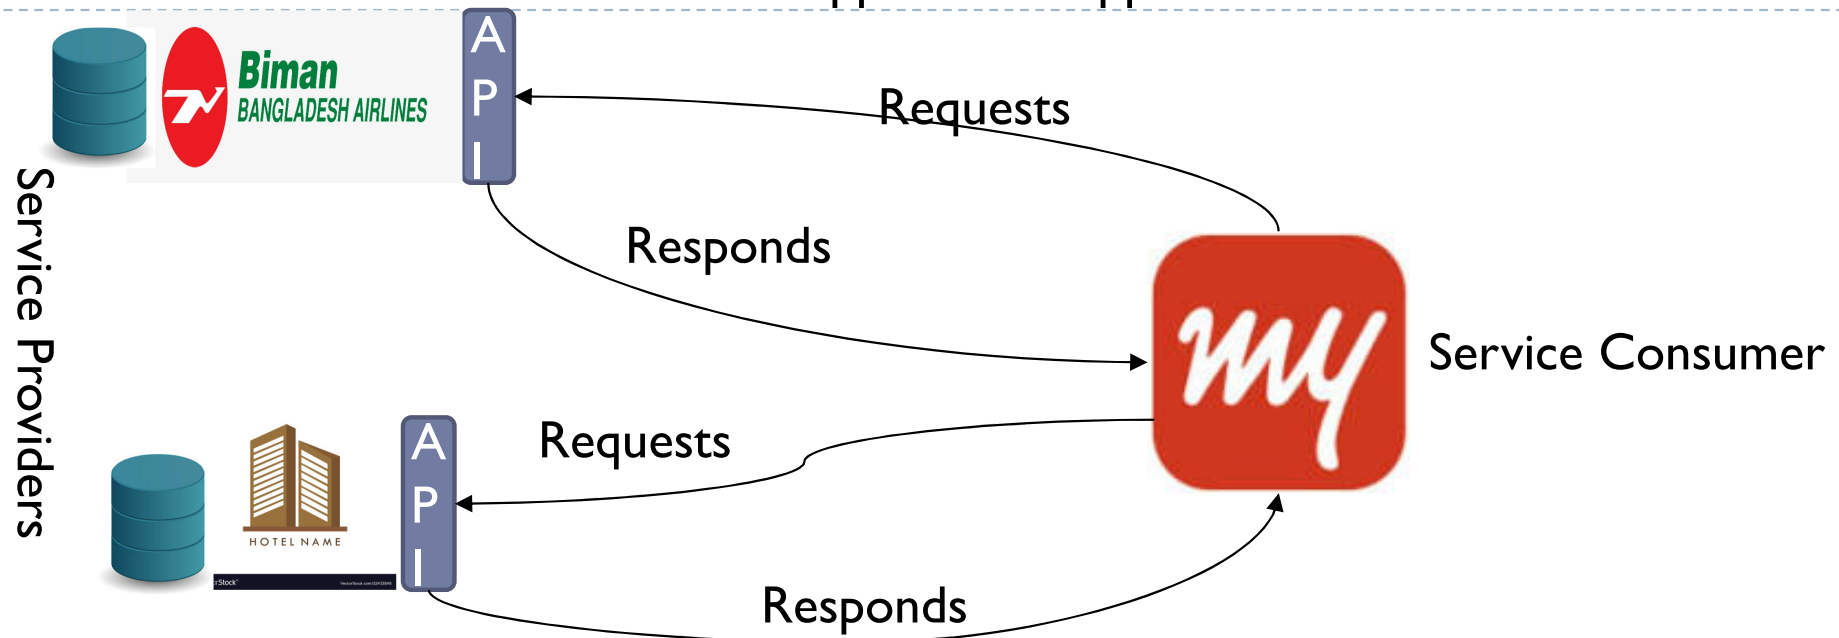 Biman
BANGLADESH AIRLINES
A
P
I
Requests
Responds
Service Providers
my
Service Consumer
Requests
A
P
I
HOTEL NAME
Responds